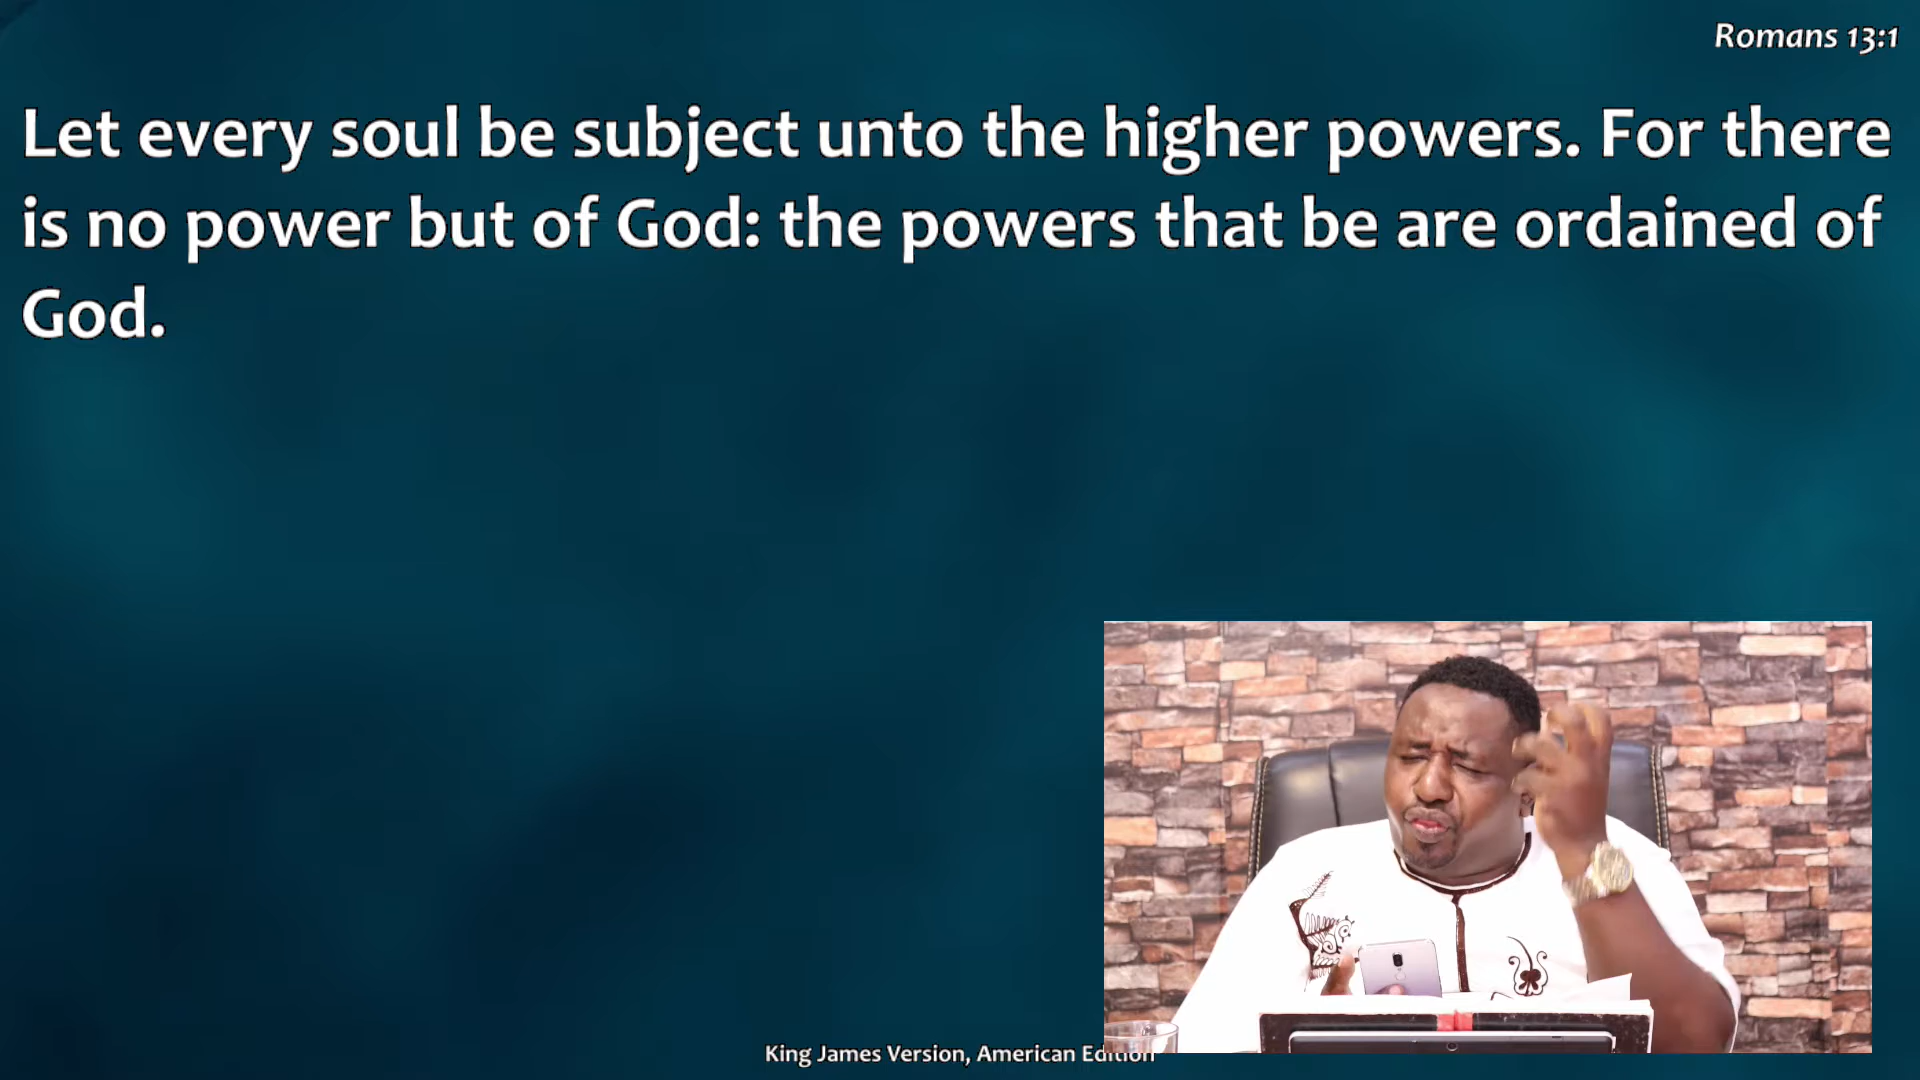 Romans 13:1
Let every soul be subject unto the higher powers. For there
is no power but of God: the powers that be are ordained of
God.
King James Version, American Edition